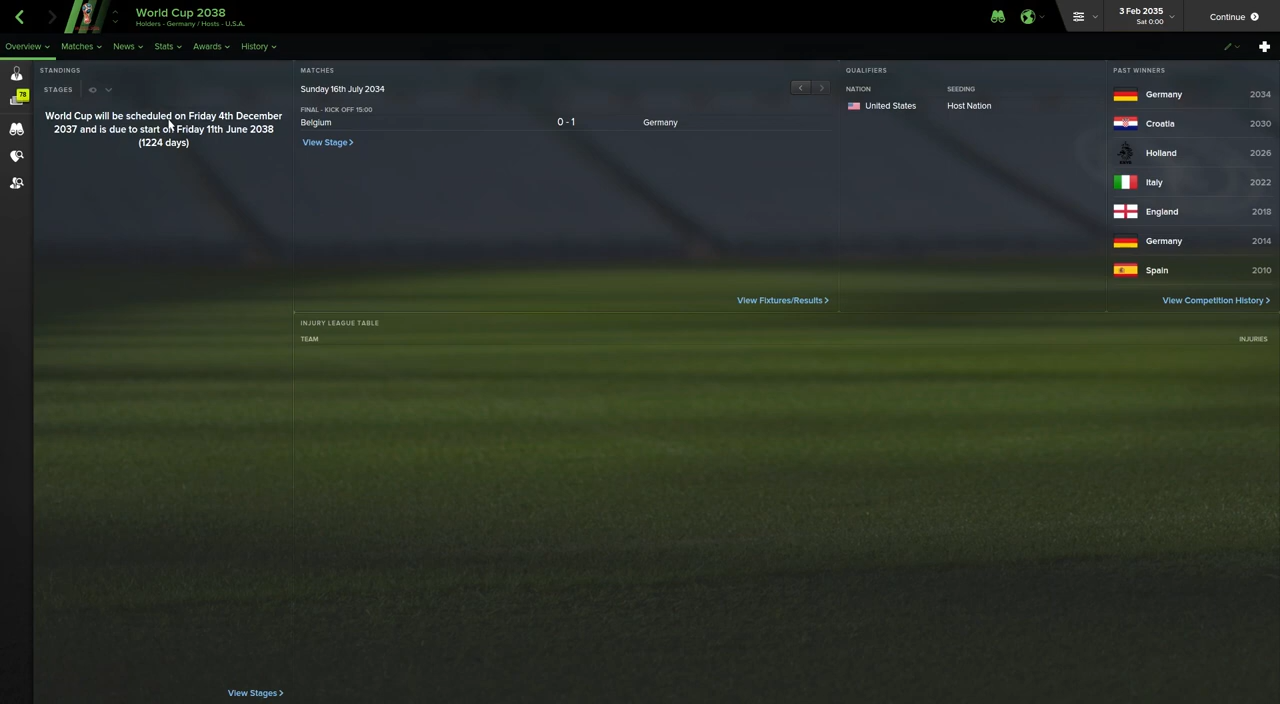 World Cup 2038
Holders - Germany / Hosts - U.S.A.
3 Feb 2035
Sat 0:00
Continue
Overview
Matches
News
Stats
Awards
History
78
STANDINGS
STAGES
World Cup will be scheduled on Friday 4th December
2037 and is due to start on Friday 11th June 2038
(1224 days)
View Stages
MATCHES
Sunday 16th July 2034
FINAL - KICK OFF 15:00
Belgium 0 - 1 Germany
View Stage
View Fixtures/Results
QUALIFIERS
NATION SEEDING
United States Host Nation
PAST WINNERS
Germany 2034
Croatia 2030
Holland 2026
Italy 2022
England 2018
Germany 2014
Spain 2010
View Competition History
INJURY LEAGUE TABLE
TEAM INJURIES